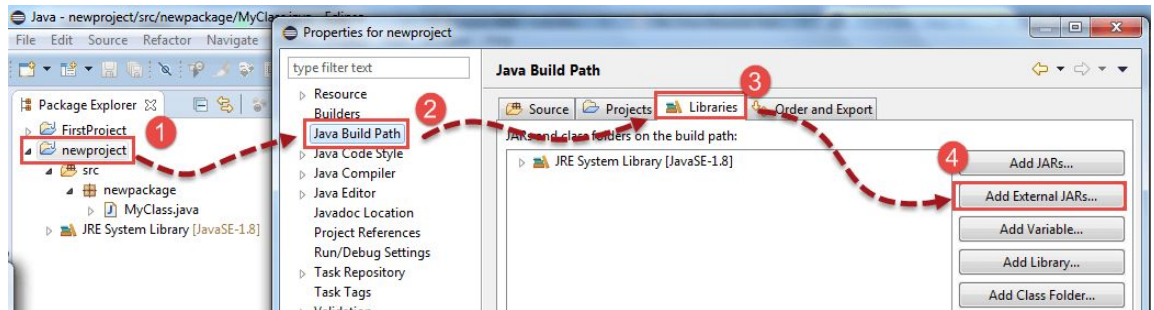 Java - newproject/src/newpackage/MyClass.java - Eclipse
File Edit Source Refactor Navigate
Package Explorer
FirstProject
1
newproject
src
newpackage
MyClass.java
JRE System Library [JavaSE-1.8]
Properties for newproject
type filter text
Resource
Builders
2
Java Build Path
Java Code Style
Java Compiler
Java Editor
Javadoc Location
Project References
Run/Debug Settings
Task Repository
Task Tags
Validation
Java Build Path
3
Source Projects Libraries Order and Export
JARs and class folders on the build path:
JRE System Library [JavaSE-1.8]
4
Add JARs...
Add External JARs...
Add Variable...
Add Library...
Add Class Folder...